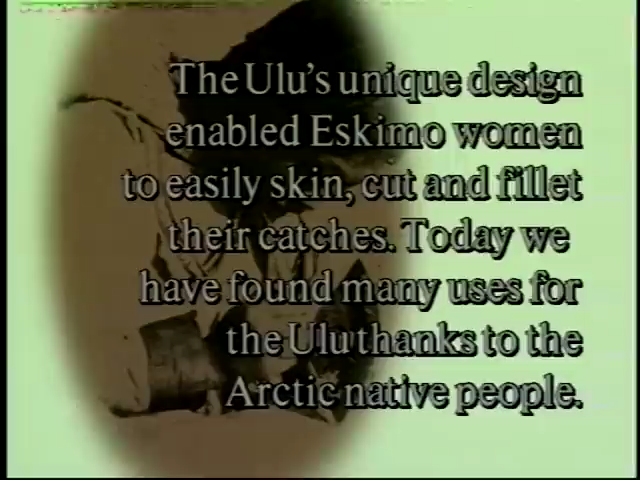 The Ulu's unique design
enabled Eskimo women
to easily skin, cut and fillet
their catches. Today we
have found many uses for
the Ulu thanks to the
Arctic native people.